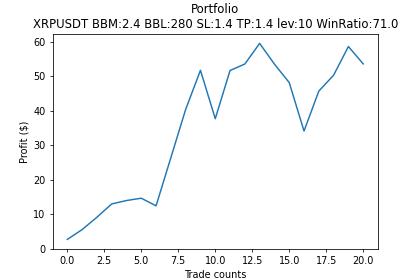 Portfolio
XRPUSDT BBM:2.4 BBL:280 SL:1.4 TP:1.4 lev:10 WinRatio:71.0
60
50
40
30
20
10
0
Profit ($)
0.0 2.5 5.0 7.5 10.0 12.5 15.0 17.5 20.0
Trade counts